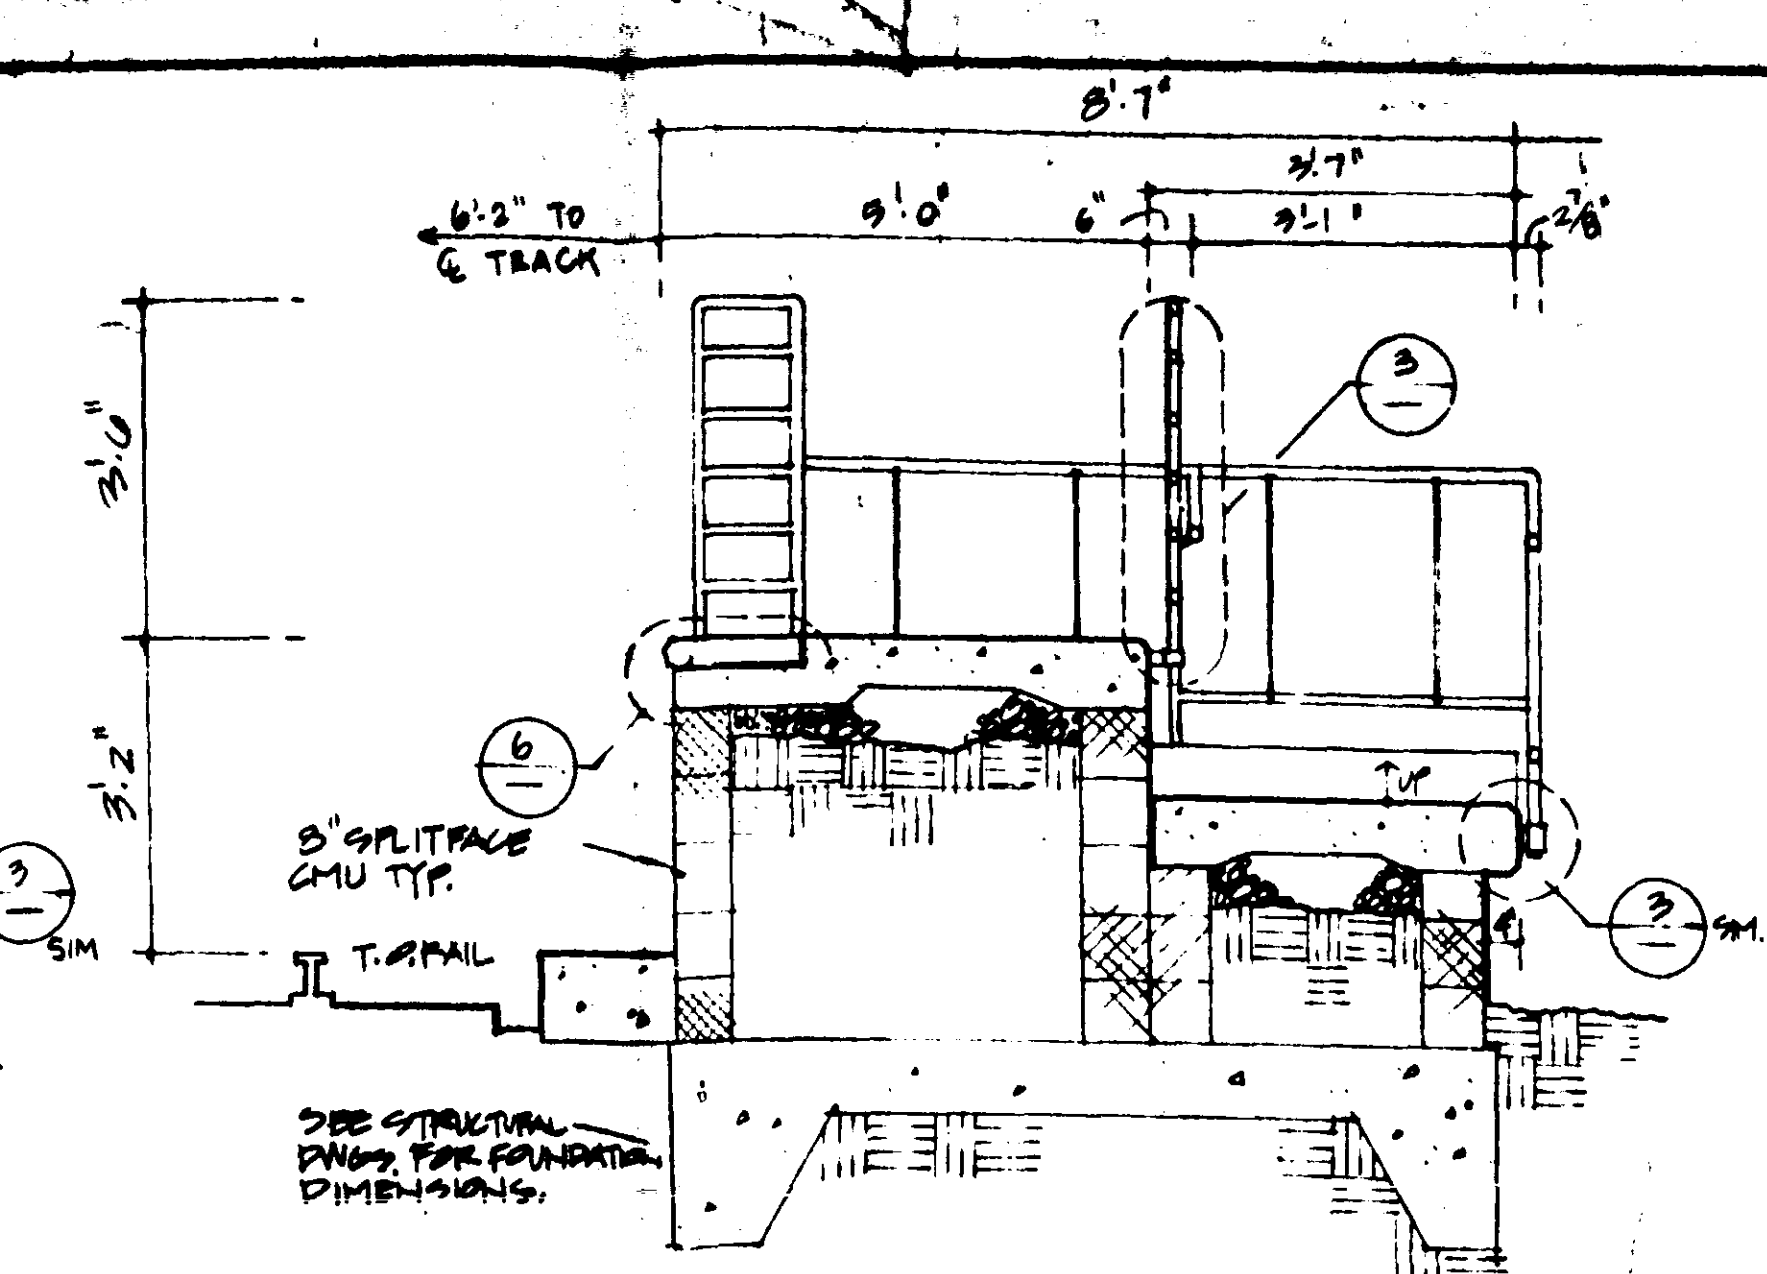 8'-7"
3'-7"
6'-2" TO
℄ TRACK
5'-0"
6"
3'-1"
2 7/8"
3'-6"
3
3'-2"
6
UP
8" SPLITFACE
CMU TYP.
3
SIM
T.O. RAIL
3
SIM.
SEE STRUCTURAL
DWGS. FOR FOUNDATION
DIMENSIONS.